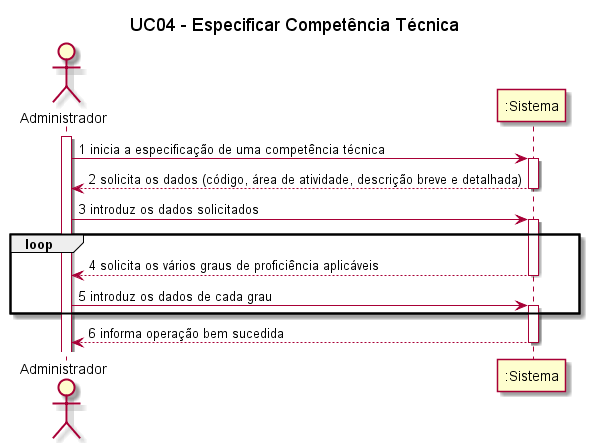 UC04 - Especificar Competência Técnica
Administrador
:Sistema
1 inicia a especificação de uma competência técnica
2 solicita os dados (código, área de atividade, descrição breve e detalhada)
3 introduz os dados solicitados
loop
4 solicita os vários graus de proficiência aplicáveis
5 introduz os dados de cada grau
6 informa operação bem sucedida
Administrador
:Sistema